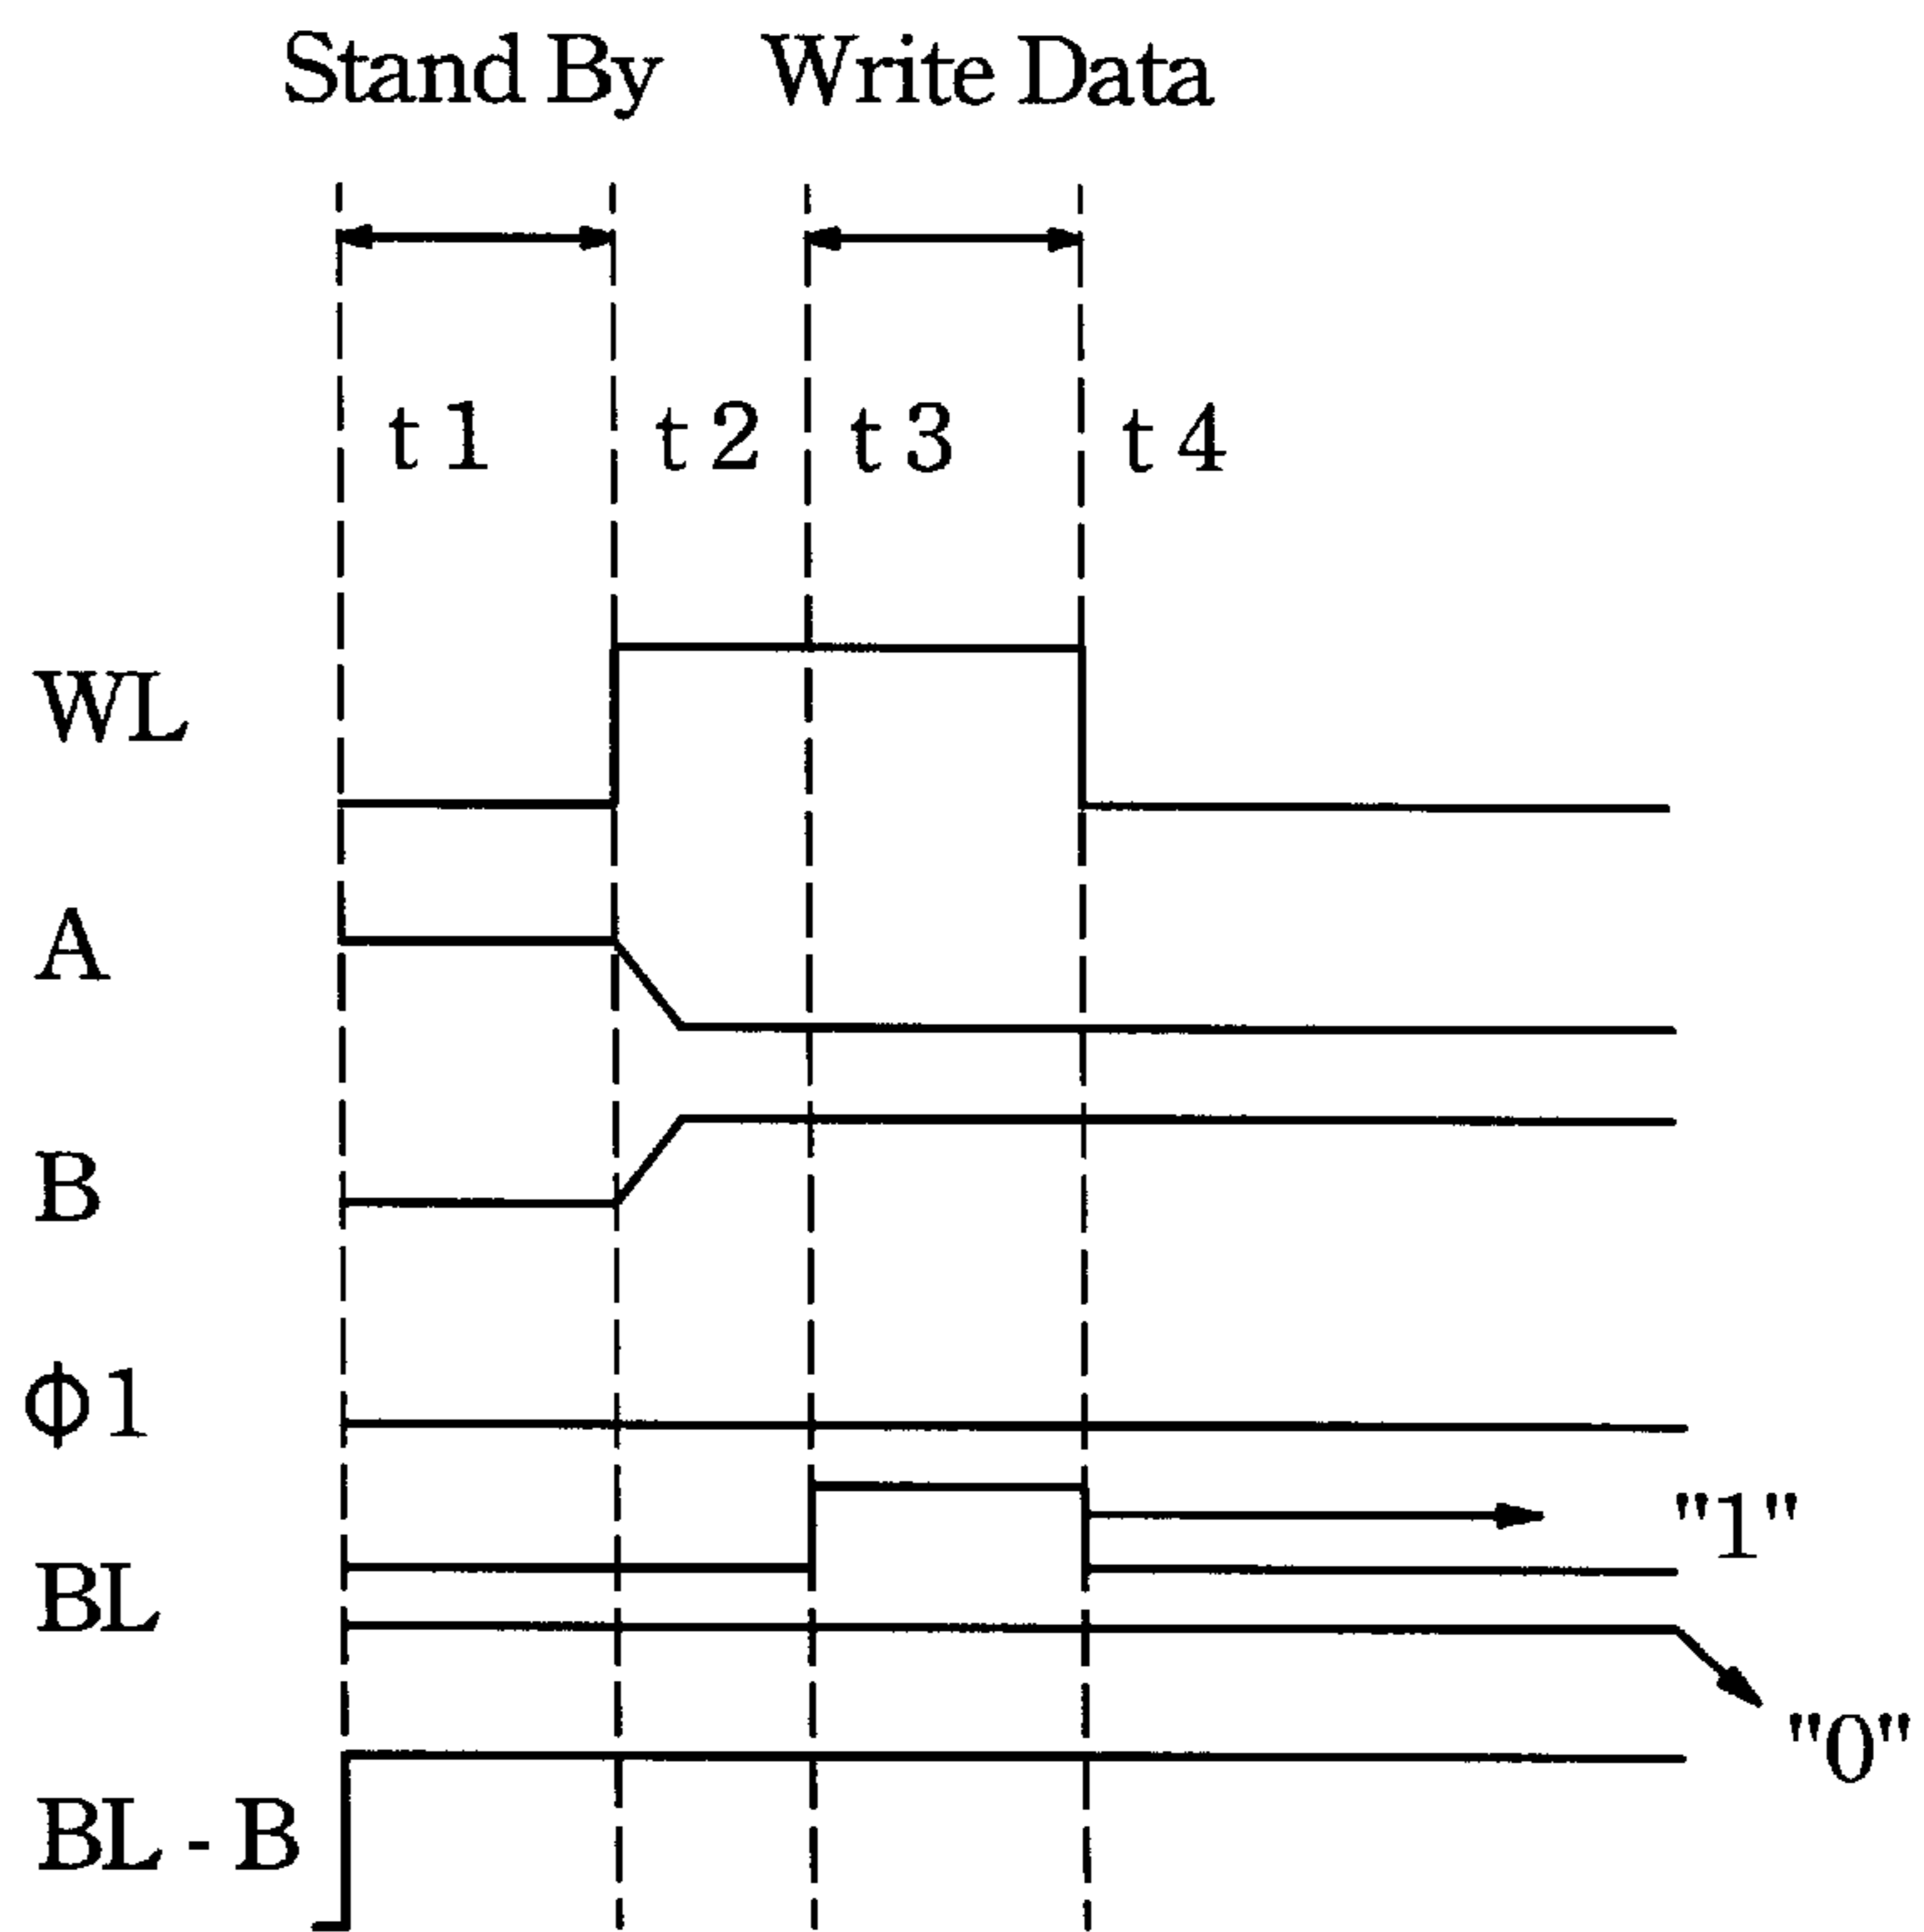 Stand By Write Data
t1 t2 t3 t4
WL
A
B
Φ1
"1"
BL
"0"
BL - B